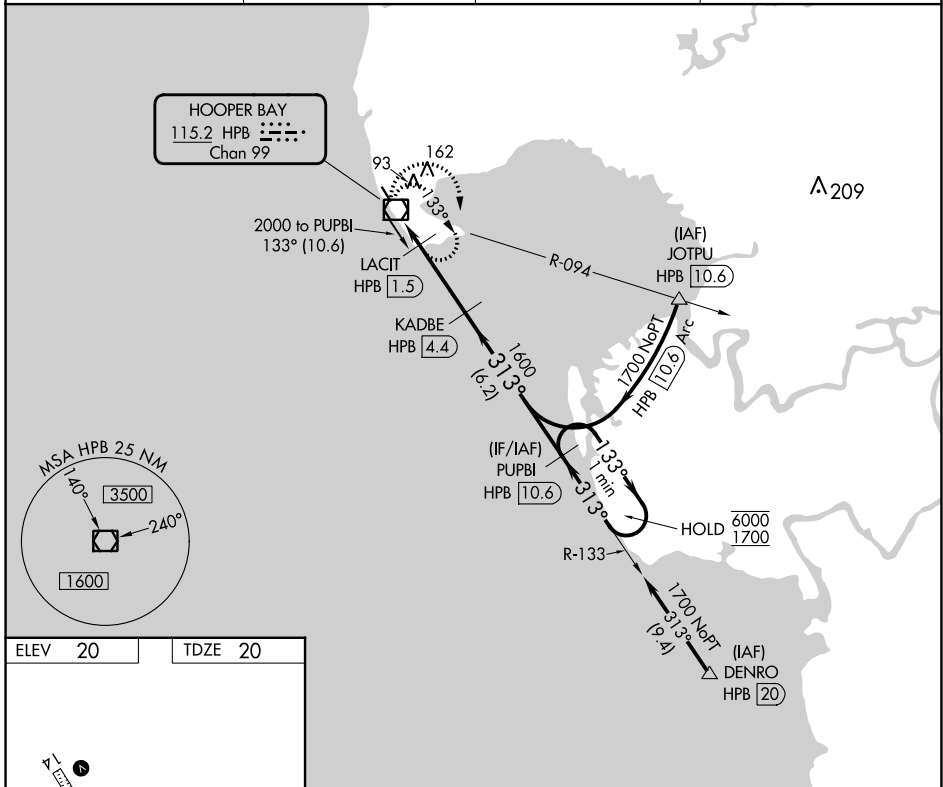 HOOPER BAY
115.2 HPB
Chan 99
93
162
133°
209
2000 to PUPBI
133° (10.6)
LACIT
HPB 1.5
R-094
(IAF)
JOTPU
HPB 10.6
KADBE
HPB 4.4
1600
313°
(6.2)
1700 NoPT
HPB 10.6 Arc
(IF/IAF)
PUPBI
HPB 10.6
133°
1 min
313°
HOLD 6000
1700
R-133
MSA HPB 25 NM
140°
3500
240°
1600
1700 NoPT
313°
(9.4)
(IAF)
DENRO
HPB 20
ELEV 20
TDZE 20
14
V